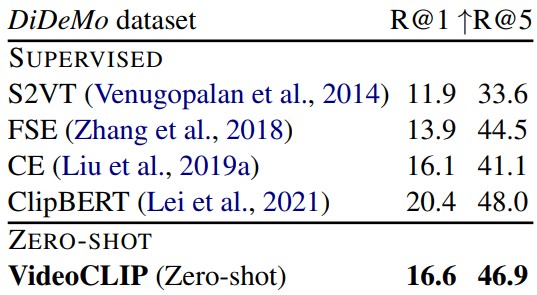 DiDeMo dataset R@1 ↑R@5
SUPERVISED
S2VT (Venugopalan et al., 2014) 11.9 33.6
FSE (Zhang et al., 2018) 13.9 44.5
CE (Liu et al., 2019a) 16.1 41.1
ClipBERT (Lei et al., 2021) 20.4 48.0
ZERO-SHOT
VideoCLIP (Zero-shot) 16.6 46.9